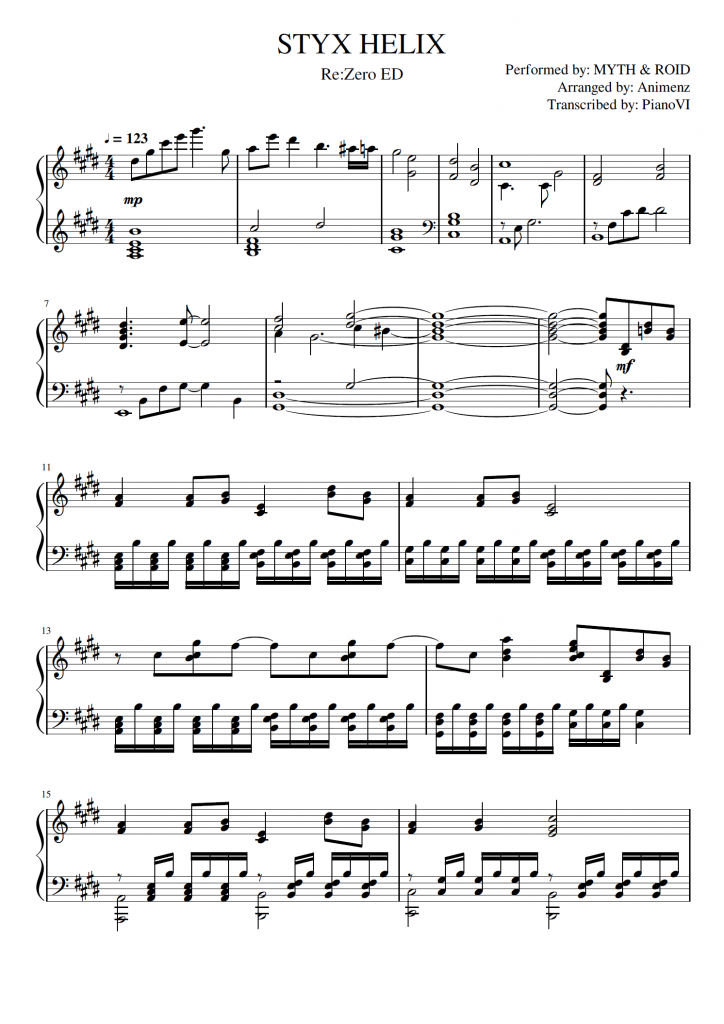 STYX HELIX
Re:Zero ED
Performed by: MYTH & ROID
Arranged by: Animenz
Transcribed by: PianoVI
♩ = 123
4/4
mp
7
mf
11
13
15